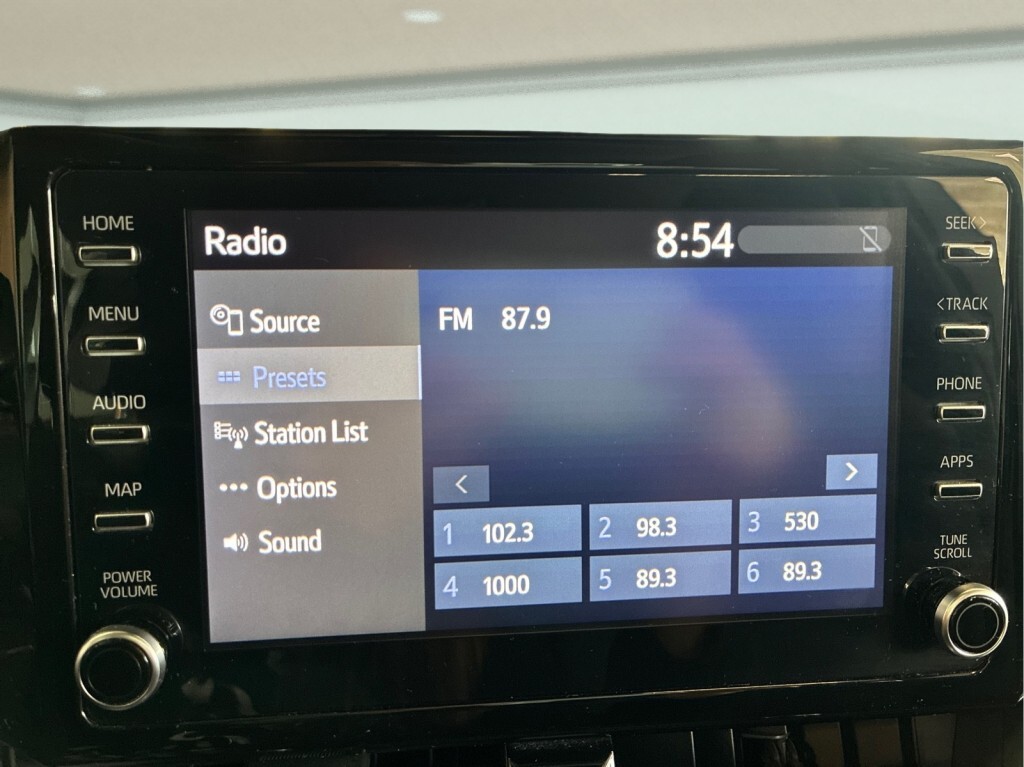 HOME
MENU
AUDIO
MAP
POWER
VOLUME
Radio
8:54
Source
Presets
Station List
Options
Sound
FM 87.9
<
>
1 102.3
2 98.3
3 530
4 1000
5 89.3
6 89.3
SEEK>
<TRACK
PHONE
APPS
TUNE
SCROLL